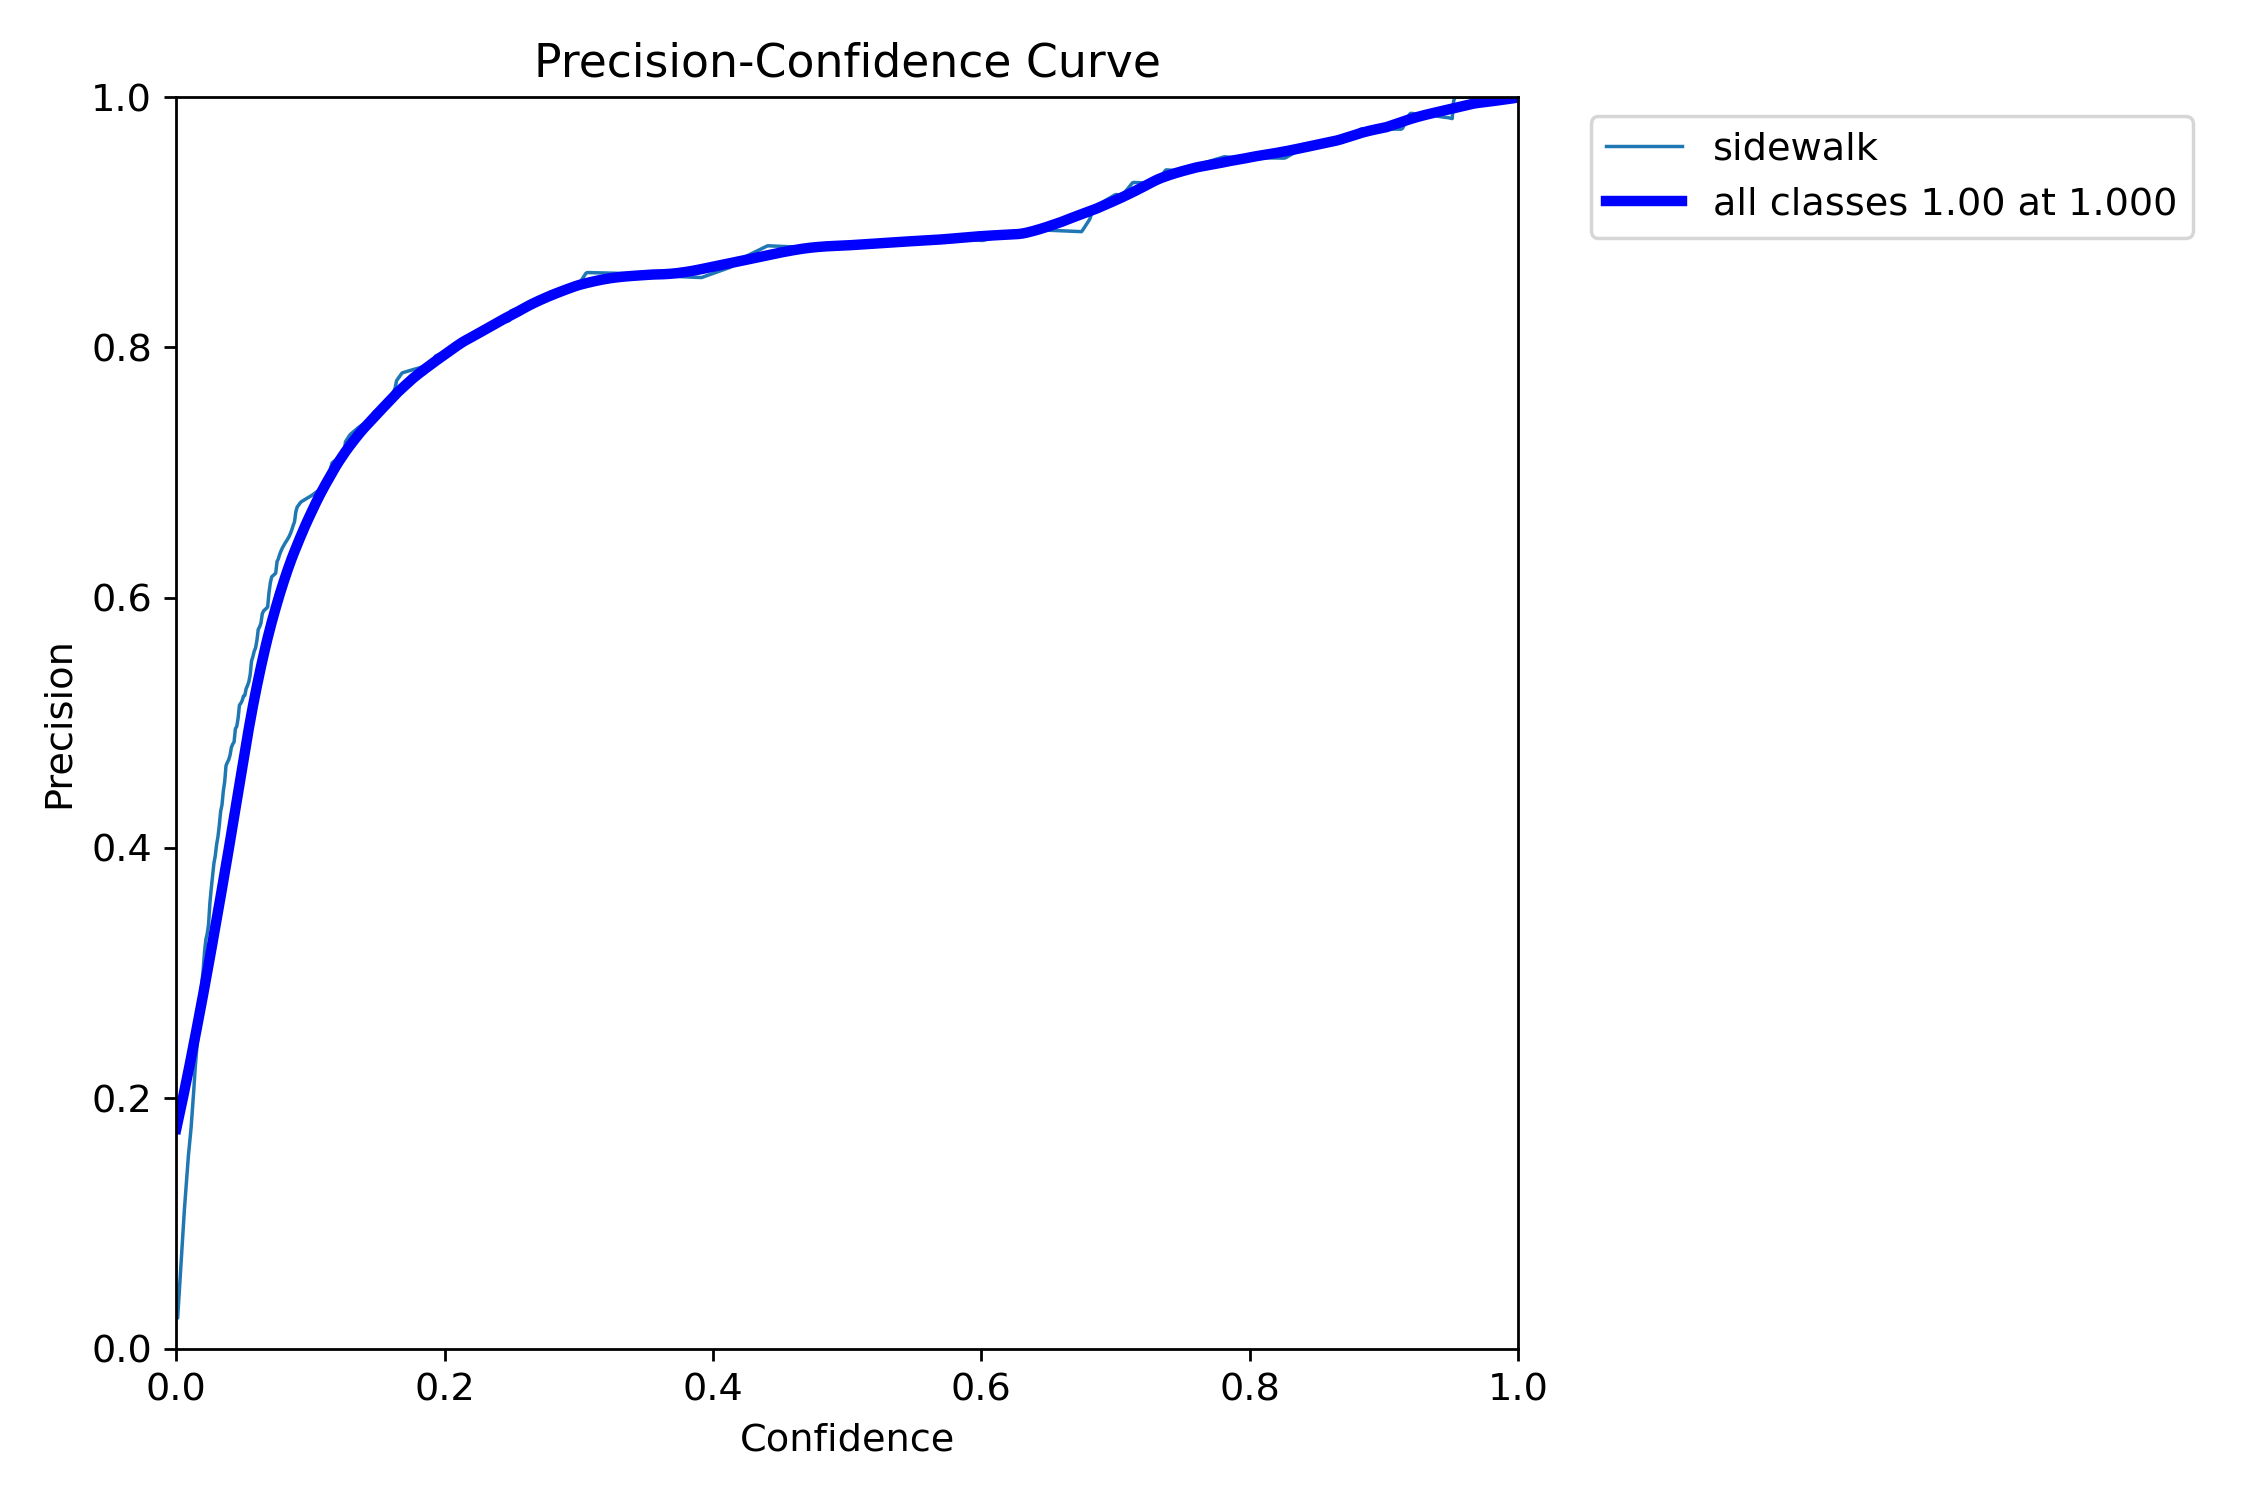 Precision-Confidence Curve
1.0
0.8
0.6
0.4
0.2
0.0
Precision
0.0 0.2 0.4 0.6 0.8 1.0
Confidence
sidewalk
all classes 1.00 at 1.000